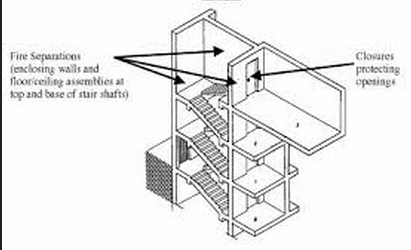 Fire Separations
(enclosing walls and
floor/ceiling assemblies at
top and base of stair shafts)
Closures
protecting
openings